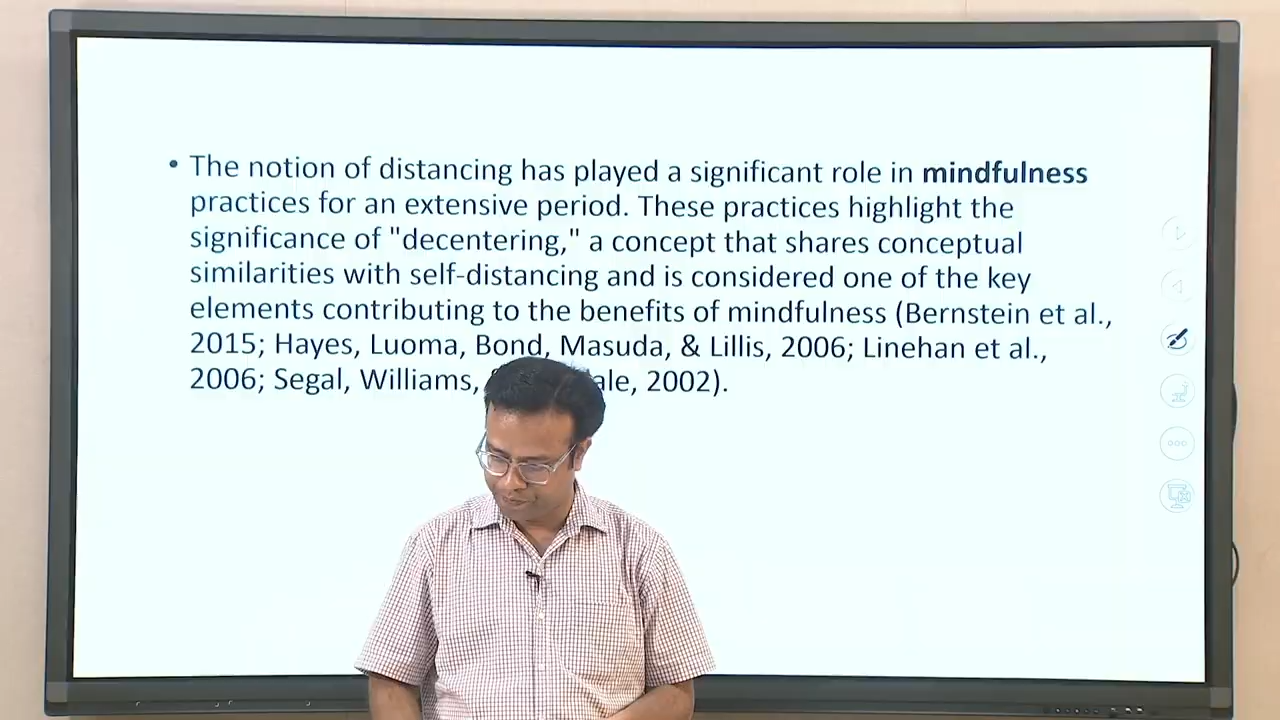 • The notion of distancing has played a significant role in mindfulness
practices for an extensive period. These practices highlight the
significance of "decentering," a concept that shares conceptual
similarities with self-distancing and is considered one of the key
elements contributing to the benefits of mindfulness (Bernstein et al.,
2015; Hayes, Luoma, Bond, Masuda, & Lillis, 2006; Linehan et al.,
2006; Segal, Williams, 2002).